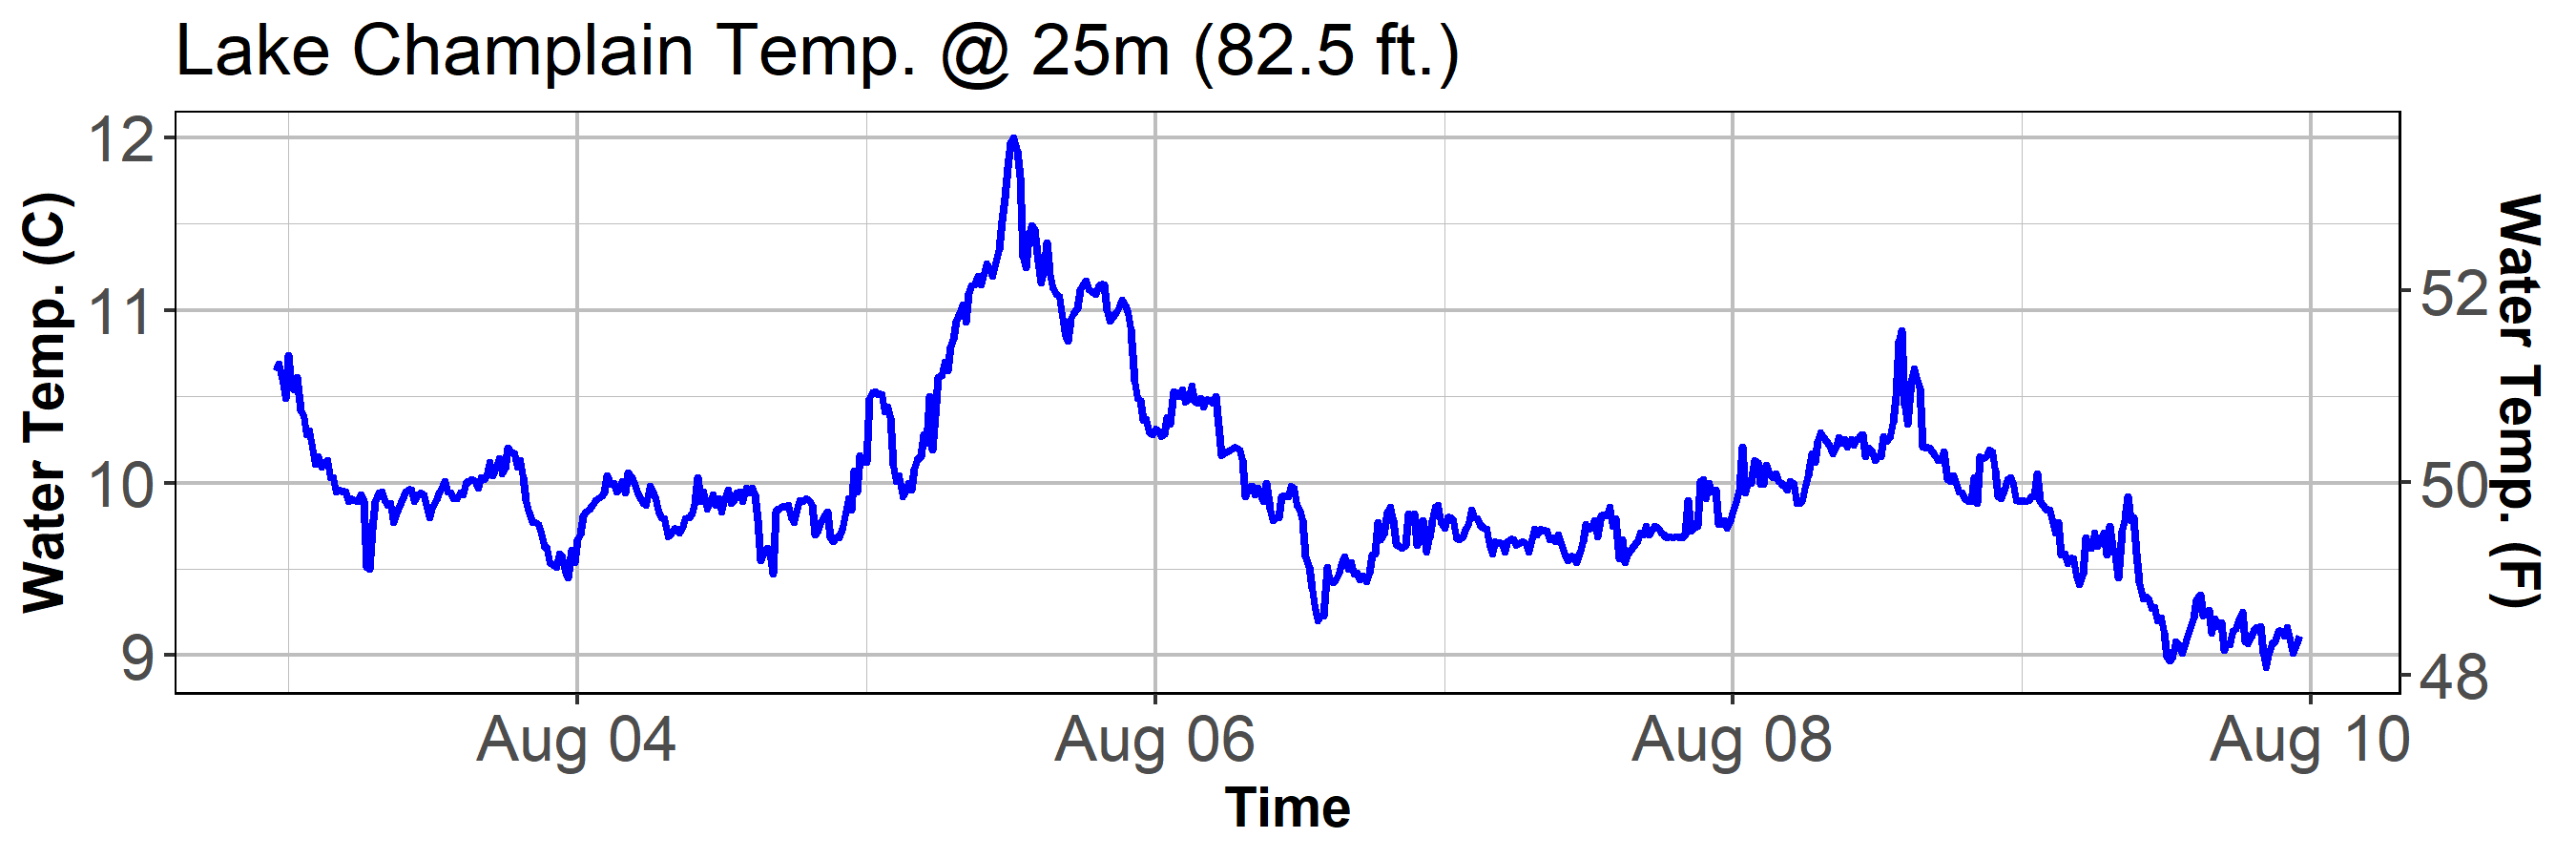 Lake Champlain Temp. @ 25m (82.5 ft.)
Water Temp. (C)
12
11
10
9
52
50
48
Water Temp. (F)
Aug 04 Aug 06 Aug 08 Aug 10
Time